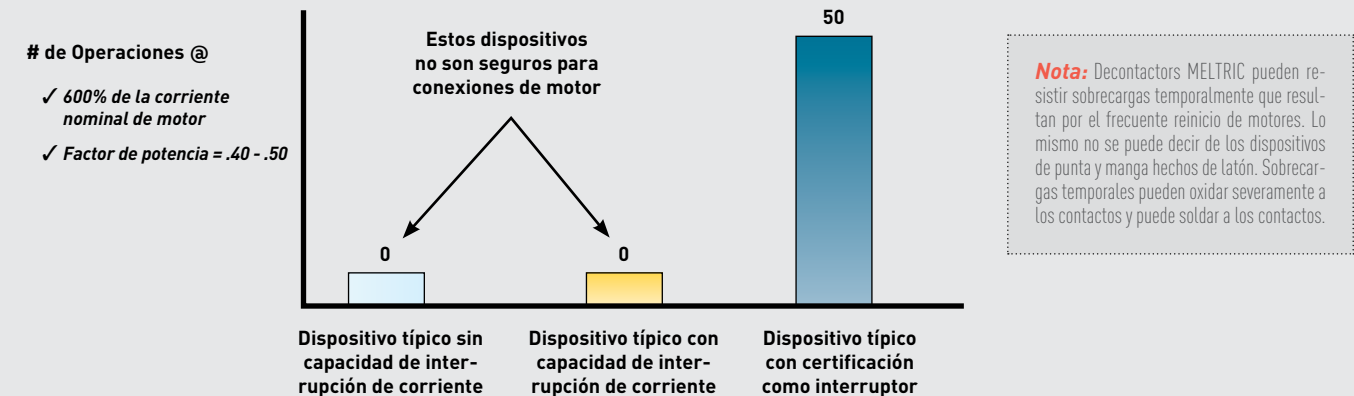 # de Operaciones @
✓ 600% de la corriente
nominal de motor
✓ Factor de potencia = .40 - .50
Estos dispositivos
no son seguros para
conexiones de motor
0
0
50
Dispositivo típico sin
capacidad de inter-
rupción de corriente
Dispositivo típico con
capacidad de inter-
rupción de corriente
Dispositivo típico
con certificación
como interruptor
Nota: Decontactors MELTRIC pueden re-
sistir sobrecargas temporalmente que resul-
tan por el frecuente reinicio de motores. Lo
mismo no se puede decir de los dispositivos
de punta y manga hechos de latón. Sobrecar-
gas temporales pueden oxidar severamente a
los contactos y puede soldar a los contactos.